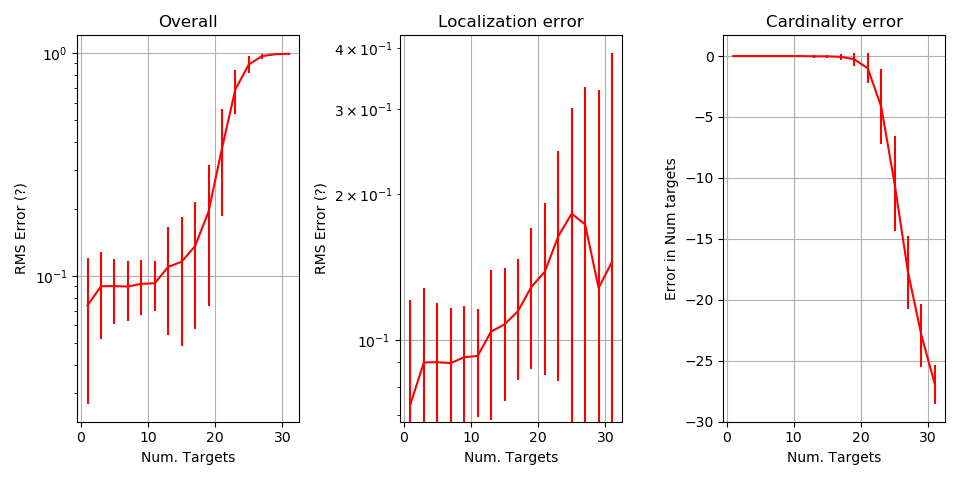 Overall
RMS Error (?)
10⁰
10⁻¹
0 10 20 30
Num. Targets
Localization error
RMS Error (?)
4 × 10⁻¹
3 × 10⁻¹
2 × 10⁻¹
10⁻¹
0 10 20 30
Num. Targets
Cardinality error
Error in Num targets
0
−5
−10
−15
−20
−25
−30
0 10 20 30
Num. Targets